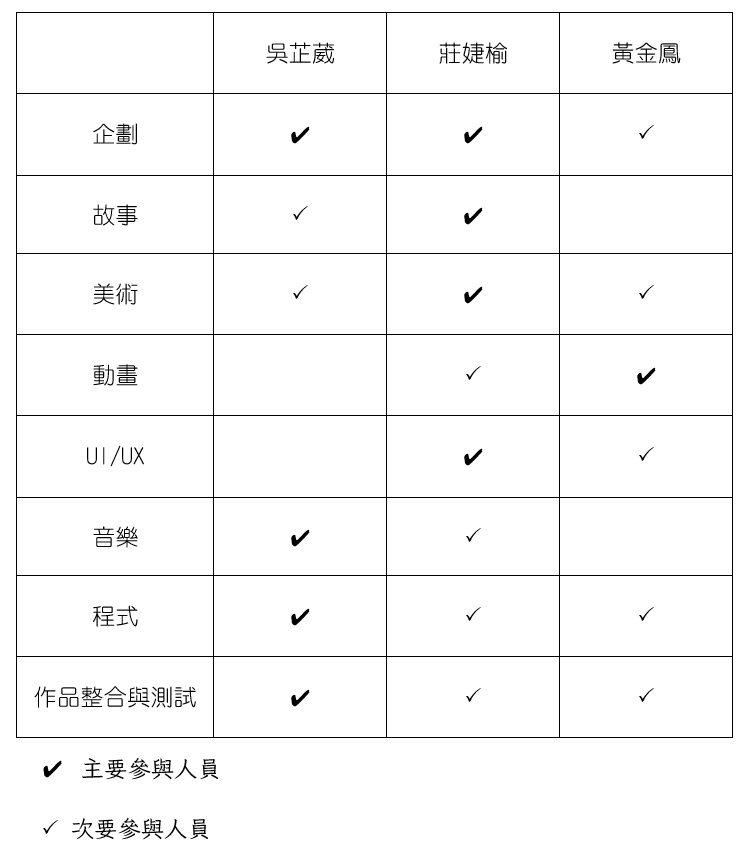 吳芷葳 莊婕榆 黃金鳳
企劃 ✔ ✔ ✓
故事 ✓ ✔
美術 ✓ ✔ ✓
動畫 ✓ ✔
UI/UX ✔ ✓
音樂 ✔ ✓
程式 ✔ ✓ ✓
作品整合與測試 ✔ ✓ ✓
✔ 主要參與人員
✓ 次要參與人員